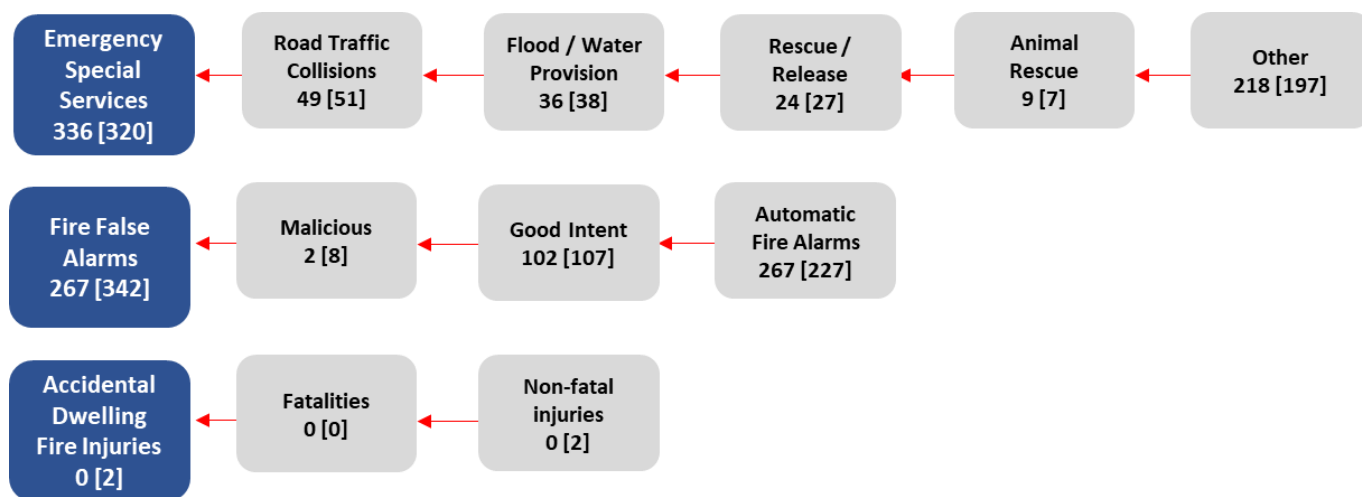 Emergency
Special
Services
336 [320]
Road Traffic
Collisions
49 [51]
Flood / Water
Provision
36 [38]
Rescue /
Release
24 [27]
Animal
Rescue
9 [7]
Other
218 [197]
Fire False
Alarms
267 [342]
Malicious
2 [8]
Good Intent
102 [107]
Automatic
Fire Alarms
267 [227]
Accidental
Dwelling
Fire Injuries
0 [2]
Fatalities
0 [0]
Non-fatal
injuries
0 [2]